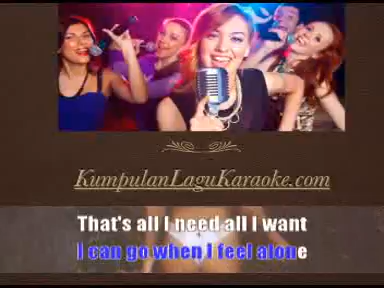 KumpulanLaguKaraoke.com
That's all I need all I want
I can go when I feel alone